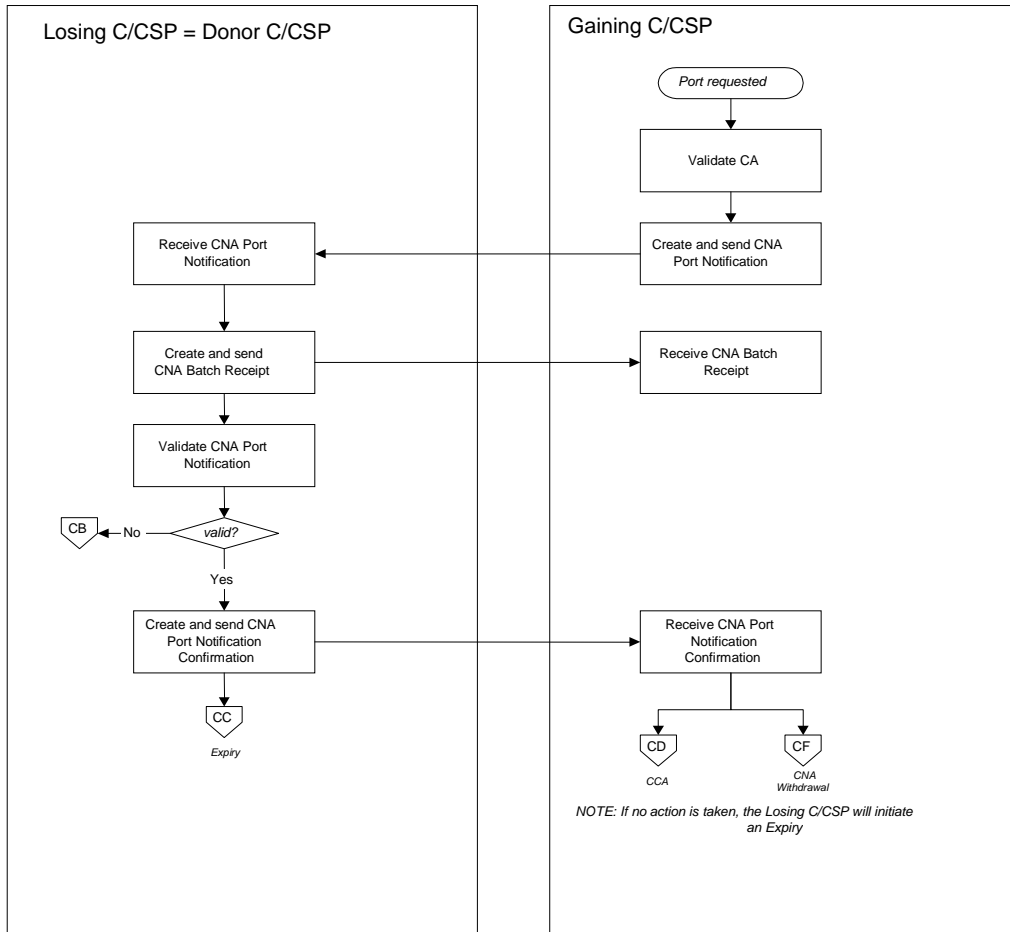 Losing C/CSP = Donor C/CSP
Gaining C/CSP
Port requested
Validate CA
Receive CNA Port
Notification
Create and send CNA
Port Notification
Create and send
CNA Batch Receipt
Receive CNA Batch
Receipt
Validate CNA Port
Notification
CB
No
valid?
Yes
Create and send CNA
Port Notification
Confirmation
Receive CNA Port
Notification
Confirmation
CC
Expiry
CD
CCA
CF
CNA
Withdrawal
NOTE: If no action is taken, the Losing C/CSP will initiate
an Expiry